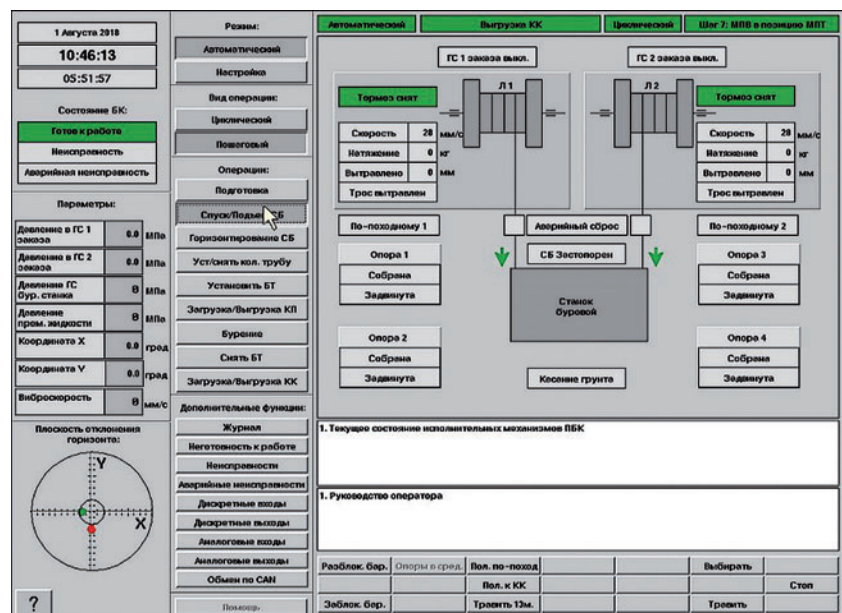 1 Августа 2018
10:46:13
05:51:57
Состояние БК:
Готов к работе
Неисправность
Аварийная неисправность
Параметры:
Давление в ГС 1 заказа 0.0 МПа
Давление в ГС 2 заказа 0.0 МПа
Давление ГС бур. станка В МПа
Давление пром. жидкости В МПа
Координата X 0.0 град
Координата Y 0.0 град
Виброскорость В мм/с
Плоскость отклонения
горизонта:
Y
X
?
Режим:
Автоматический
Настройка
Вид операции:
Циклический
Пошаговый
Операции:
Подготовка
Спуск/Подъем СБ
Горизонтирование СБ
Уст/снять кол. трубу
Установить БТ
Загрузка/Выгрузка КП
Бурение
Снять БТ
Загрузка/Выгрузка КК
Дополнительные функции:
Журнал
Неготовность к работе
Неисправности
Аварийные неисправности
Дискретные входы
Дискретные выходы
Аналоговые входы
Аналоговые выходы
Обмен по CAN
Помощь
Автоматический Выгрузка КК Циклический Шаг 7: МПВ в позицию МПТ
ГС 1 заказа выкл. ГС 2 заказа выкл.
Тормоз снят Л 1 Л 2 Тормоз снят
Скорость 28 мм/с Скорость 28 мм/с
Натяжение 0 кг Натяжение 0 кг
Вытравлено 0 мм Вытравлено 0 мм
Трос вытравлен Трос вытравлен
По-походному 1 Аварийный сброс По-походному 2
Опора 1 СБ Застопорен Опора 3
Собрана Собрана
Задвинута Станок буровой Задвинута
Опора 2 Опора 4
Собрана Собрана
Задвинута Касание грунта Задвинута
1. Текущее состояние исполнительных механизмов ПБК
1. Руководство оператора
Разблок. бар. Опоры в сред. Пол. по-поход Выбирать
Пол. к КК Стоп
Заблок. бар. Травить 13м. Травить